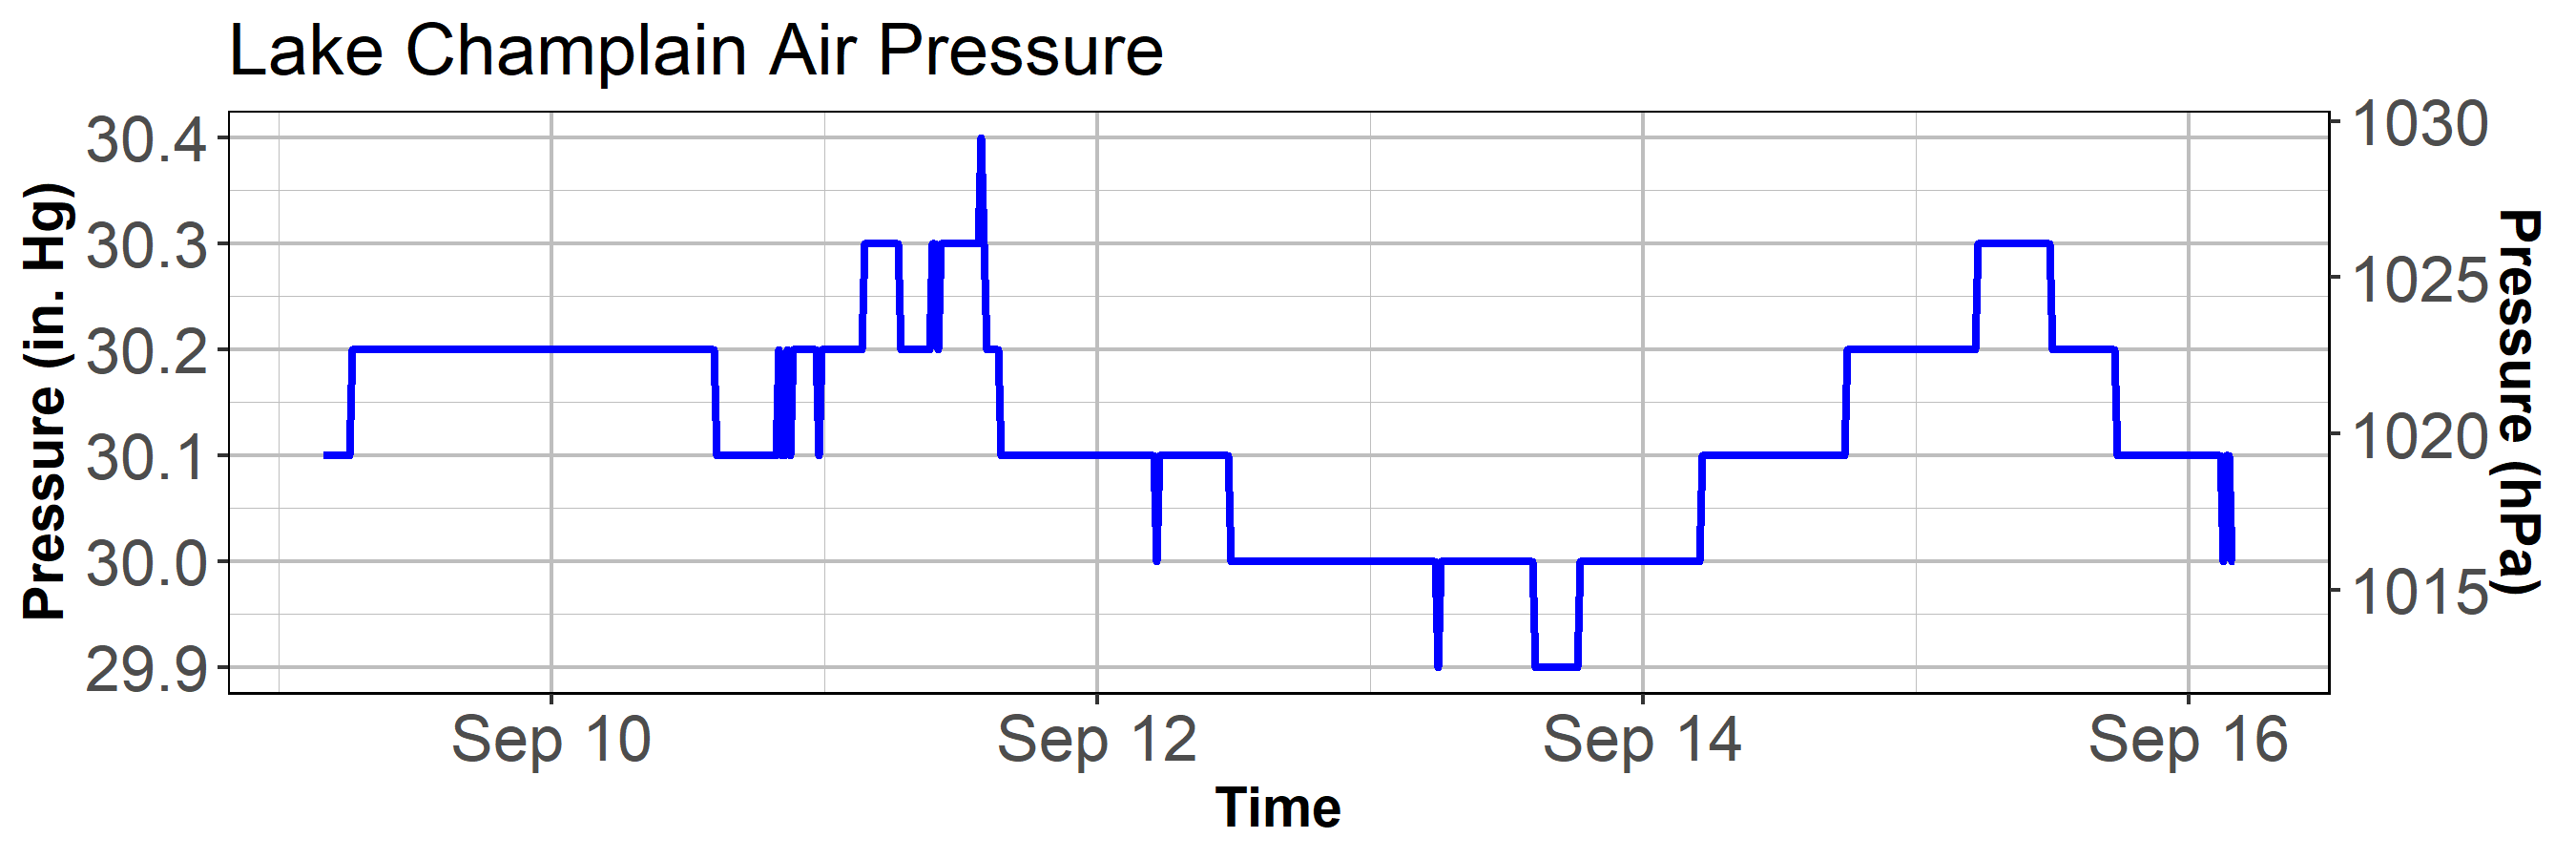 Lake Champlain Air Pressure
Pressure (in. Hg)
30.4
30.3
30.2
30.1
30.0
29.9
1030
1025
1020
1015
Pressure (hPa)
Sep 10 Sep 12 Sep 14 Sep 16
Time